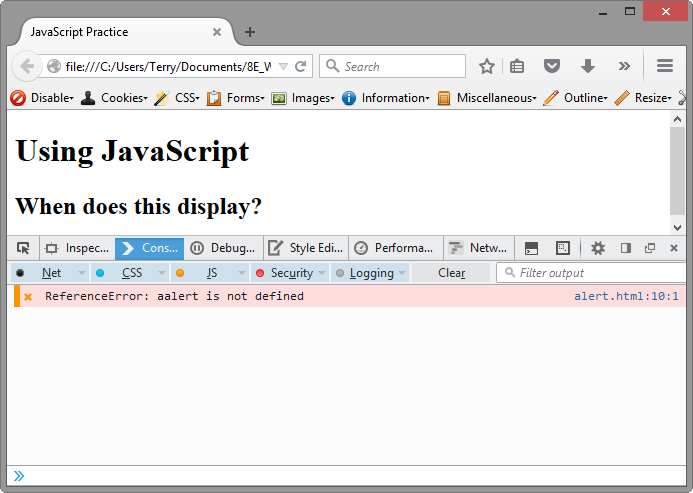 JavaScript Practice
file:///C:/Users/Terry/Documents/8E_W
Search
Disable Cookies CSS Forms Images Information Miscellaneous Outline Resize
Using JavaScript
When does this display?
Inspec... Cons... Debug... Style Edi... Performa... Netw...
Net CSS JS Security Logging Clear Filter output
ReferenceError: aalert is not defined alert.html:10:1